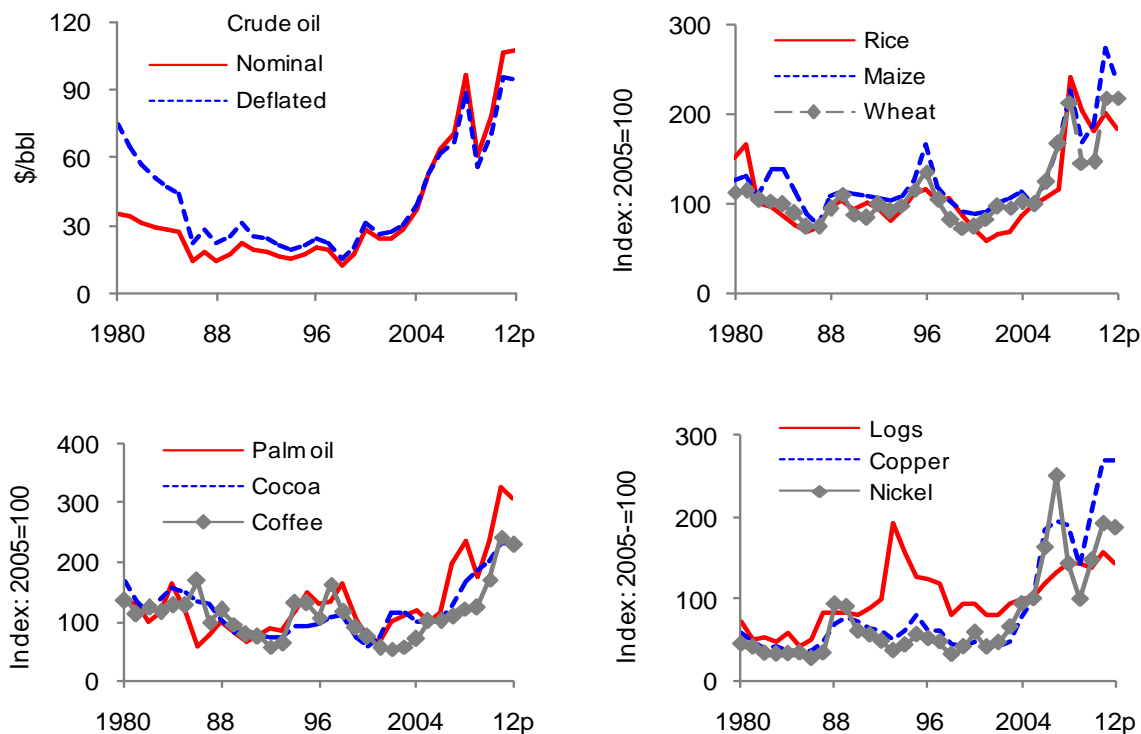 Crude oil
Nominal
Deflated
$/bbl
120
90
60
30
0
1980 88 96 2004 12p
Rice
Maize
Wheat
Index: 2005=100
300
200
100
0
1980 88 96 2004 12p
Palm oil
Cocoa
Coffee
Index: 2005=100
400
300
200
100
0
1980 88 96 2004 12p
Logs
Copper
Nickel
Index: 2005-=100
300
200
100
0
1980 88 96 2004 12p